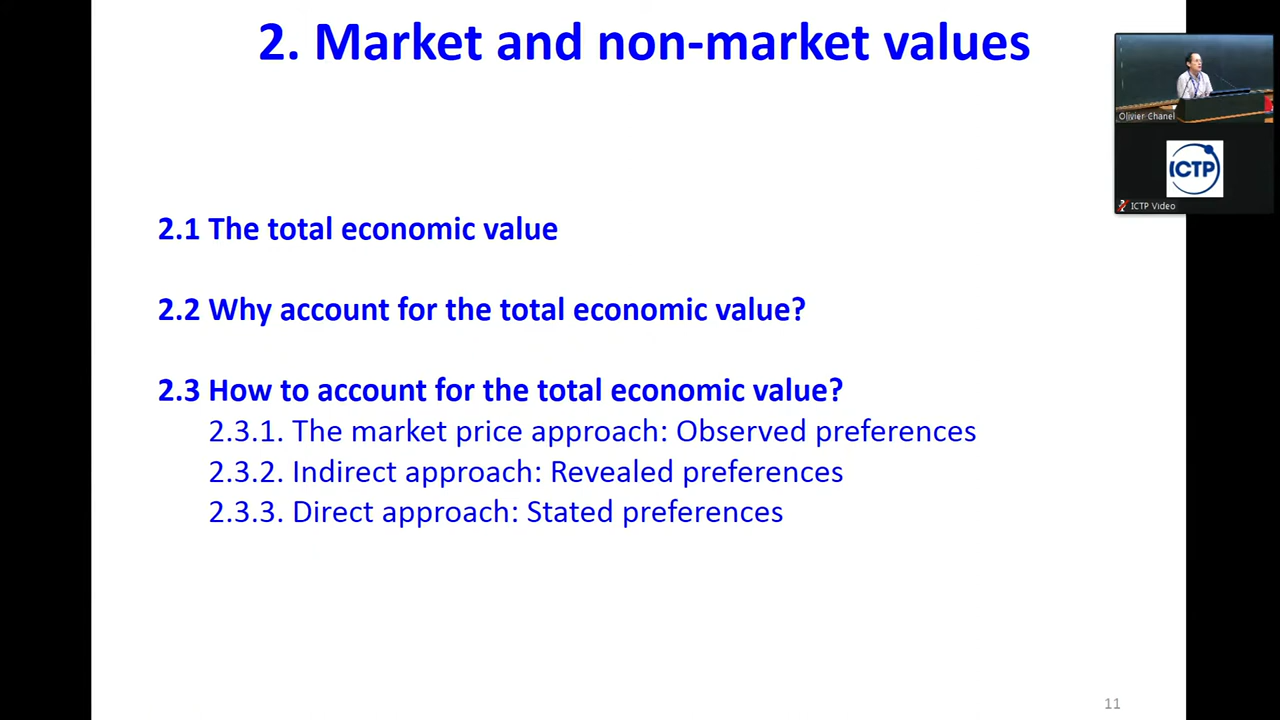 2. Market and non-market values
Olivier Chanel
ICTP
ICTP Video
2.1 The total economic value
2.2 Why account for the total economic value?
2.3 How to account for the total economic value?
2.3.1. The market price approach: Observed preferences
2.3.2. Indirect approach: Revealed preferences
2.3.3. Direct approach: Stated preferences
11